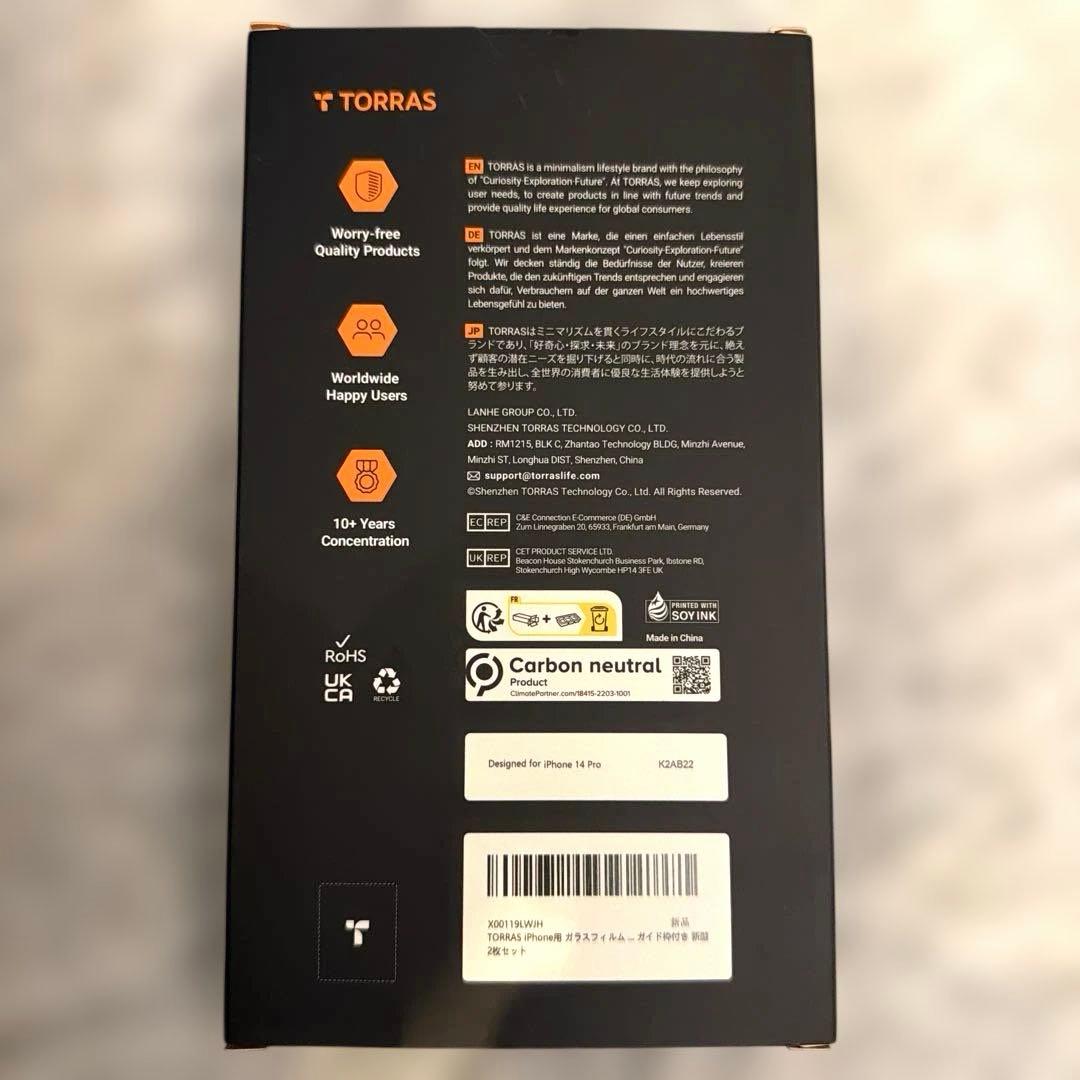 TORRAS
Worry-free
Quality Products
Worldwide
Happy Users
10+ Years
Concentration
EN TORRAS is a minimalism lifestyle brand with the philosophy
of "Curiosity·Exploration·Future". At TORRAS, we keep exploring
user needs, to create products in line with future trends and
provide quality life experience for global consumers.
DE TORRAS ist eine Marke, die einen einfachen Lebensstil
verkörpert und dem Markenkonzept "Curiosity-Exploration-Future"
folgt. Wir decken ständig die Bedürfnisse der Nutzer, kreieren
Produkte, die den zukünftigen Trends entsprechen und engagieren
sich dafür, Verbrauchern auf der ganzen Welt ein hochwertiges
Lebensgefühl zu bieten.
JP TORRASはミニマリズムを貫くライフスタイルにこだわるブ
ランドであり、「好奇心・探求・未来」のブランド理念を元に、絶え
ず顧客の潜在ニーズを掘り下げると同時に、時代の流れに合う製
品を生み出し、全世界の消費者に優良な生活体験を提供しようと
努めて参ります。
LANHE GROUP CO., LTD.
SHENZHEN TORRAS TECHNOLOGY CO., LTD.
ADD : RM1215, BLK C, Zhantao Technology BLDG, Minzhi Avenue,
Minzhi ST, Longhua DIST, Shenzhen, China
support@torraslife.com
©Shenzhen TORRAS Technology Co., Ltd. All Rights Reserved.
EC REP C&E Connection E-Commerce (DE) GmbH
Zum Linnegraben 20, 65933, Frankfurt am Main, Germany
UK REP CET PRODUCT SERVICE LTD.
Beacon House Stokenchurch Business Park, Ibstone RD,
Stokenchurch High Wycombe HP14 3FE UK
FR
+
PRINTED WITH
SOY INK
Made in China
Carbon neutral
Product
ClimatePartner.com/18415-2203-1001
RoHS
UK
CA
RECYCLE
Designed for iPhone 14 Pro K2AB22
X00119LWJH 新品
TORRAS iPhone用 ガラスフィルム ... ガイド枠付き 新闘
2枚セット